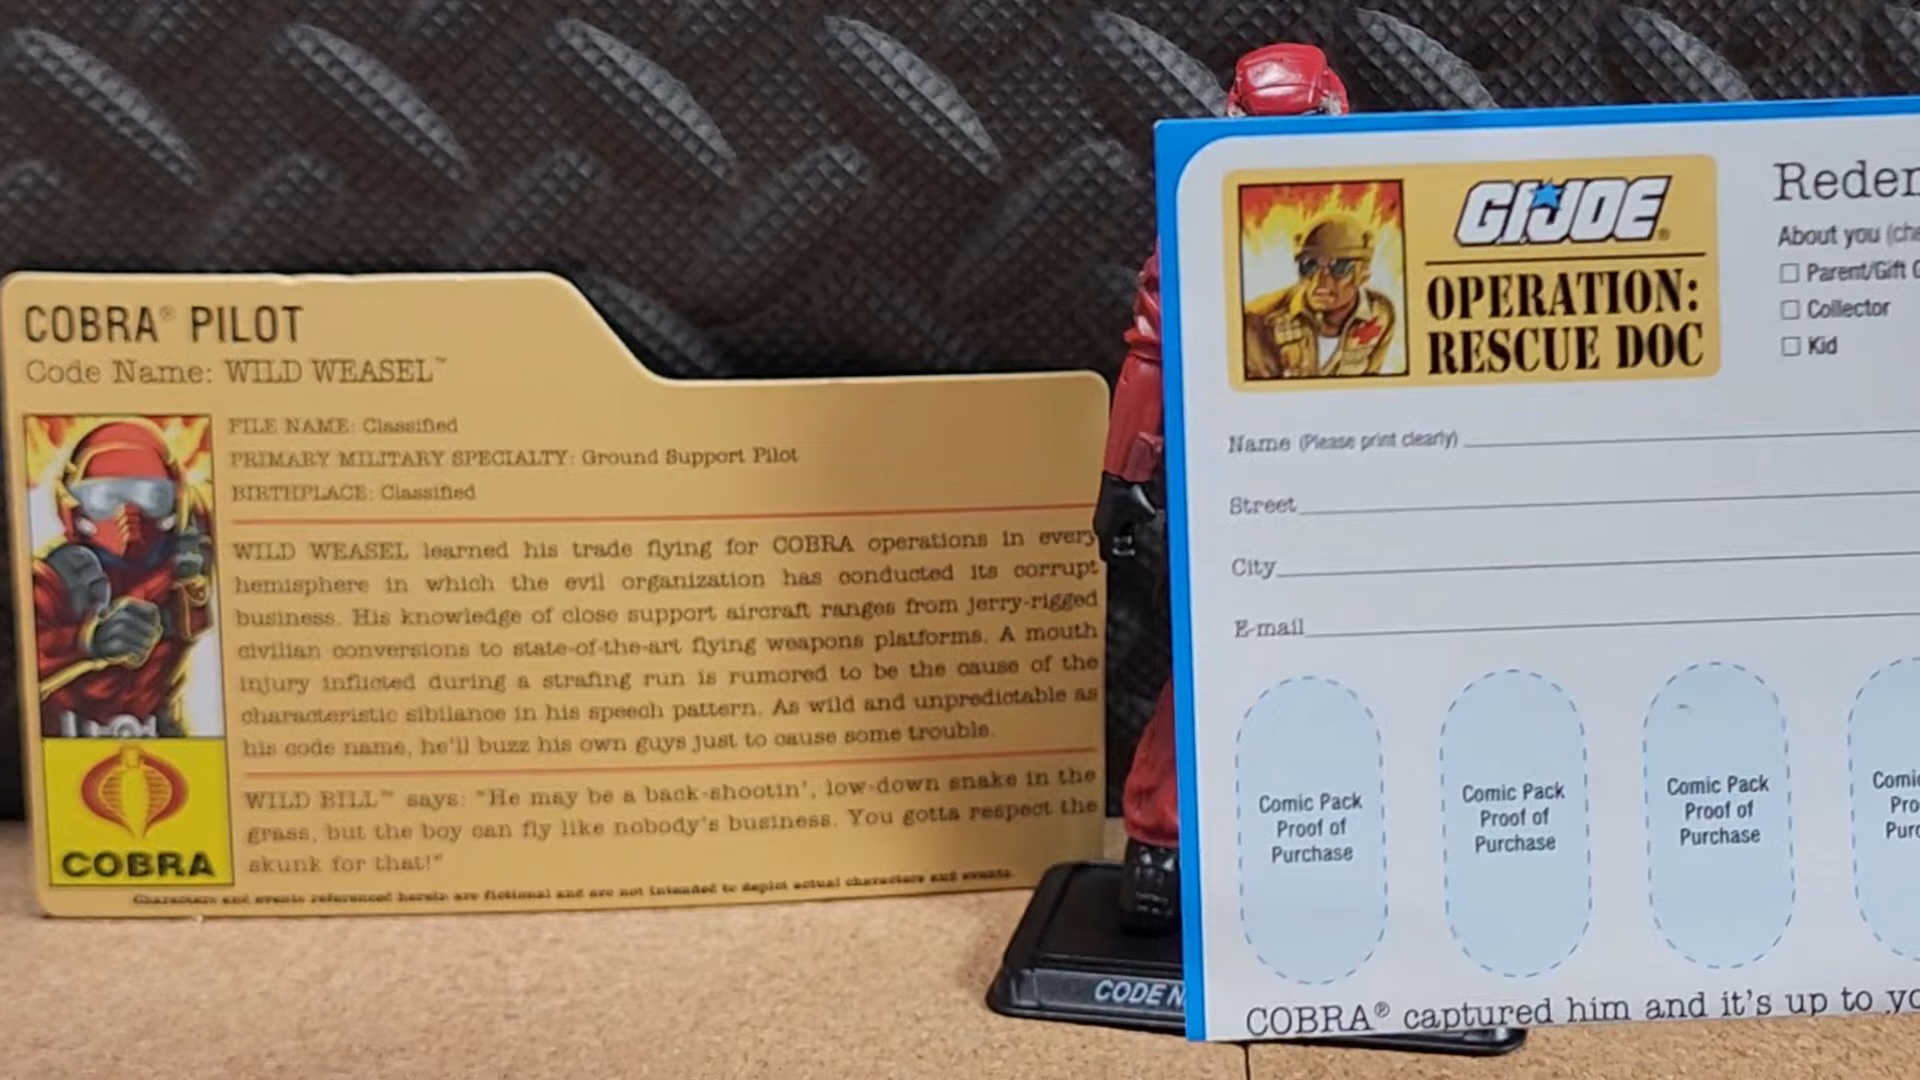 COBRA® PILOT
Code Name: WILD WEASEL™
FILE NAME: Classified
PRIMARY MILITARY SPECIALTY: Ground Support Pilot
BIRTHPLACE: Classified
WILD WEASEL learned his trade flying for COBRA operations in every
hemisphere in which the evil organization has conducted its corrupt
business. His knowledge of close support aircraft ranges from jerry-rigged
civilian conversions to state-of-the-art flying weapons platforms. A mouth
injury inflicted during a strafing run is rumored to be the cause of the
characteristic sibilance in his speech pattern. As wild and unpredictable as
his code name, he'll buzz his own guys just to cause some trouble.
WILD BILL™ says: "He may be a back-shootin', low-down snake in the
grass, but the boy can fly like nobody's business. You gotta respect the
skunk for that!"
COBRA
Characters and events referenced herein are fictional and are not intended to depict actual characters and events.
CODE N
GI JOE®
OPERATION:
RESCUE DOC
Reder
About you (che
Parent/Gift G
Collector
Kid
Name (Please print clearly)
Street
City
E-mail
Comic Pack
Proof of
Purchase
Comic Pack
Proof of
Purchase
Comic Pack
Proof of
Purchase
Comic
Pro
Purc
COBRA® captured him and it's up to yo